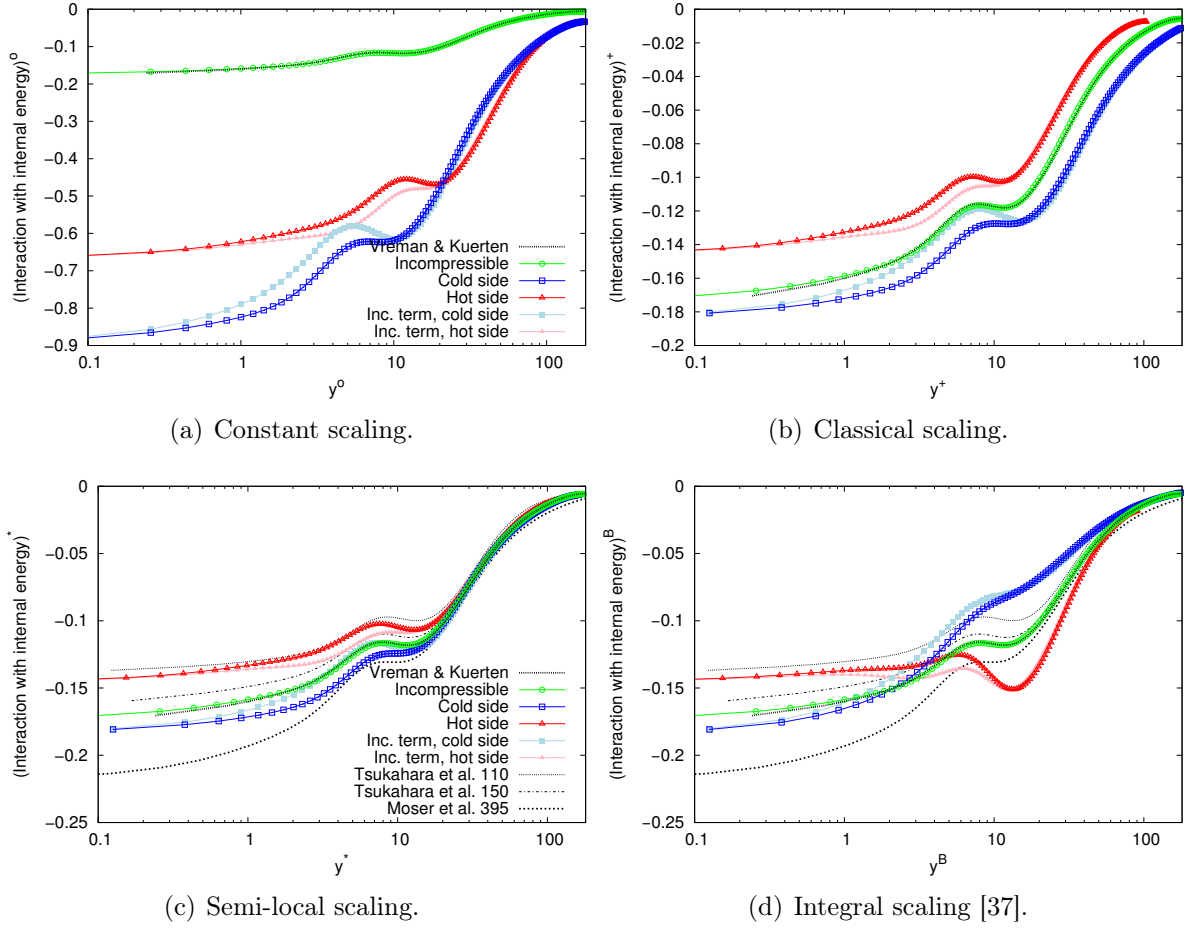 0
−0.1
−0.2
−0.3
−0.4
−0.5
−0.6
−0.7
−0.8
−0.9
0.1 1 10 100
(Interaction with internal energy)^o
y^o
Vreman & Kuerten
Incompressible
Cold side
Hot side
Inc. term, cold side
Inc. term, hot side
(a) Constant scaling.
0
−0.02
−0.04
−0.06
−0.08
−0.1
−0.12
−0.14
−0.16
−0.18
−0.2
0.1 1 10 100
(Interaction with internal energy)^+
y^+
(b) Classical scaling.
0
−0.05
−0.1
−0.15
−0.2
−0.25
0.1 1 10 100
(Interaction with internal energy)^*
y^*
Vreman & Kuerten
Incompressible
Cold side
Hot side
Inc. term, cold side
Inc. term, hot side
Tsukahara et al. 110
Tsukahara et al. 150
Moser et al. 395
(c) Semi-local scaling.
0
−0.05
−0.1
−0.15
−0.2
−0.25
0.1 1 10 100
(Interaction with internal energy)^B
y^B
(d) Integral scaling [37].